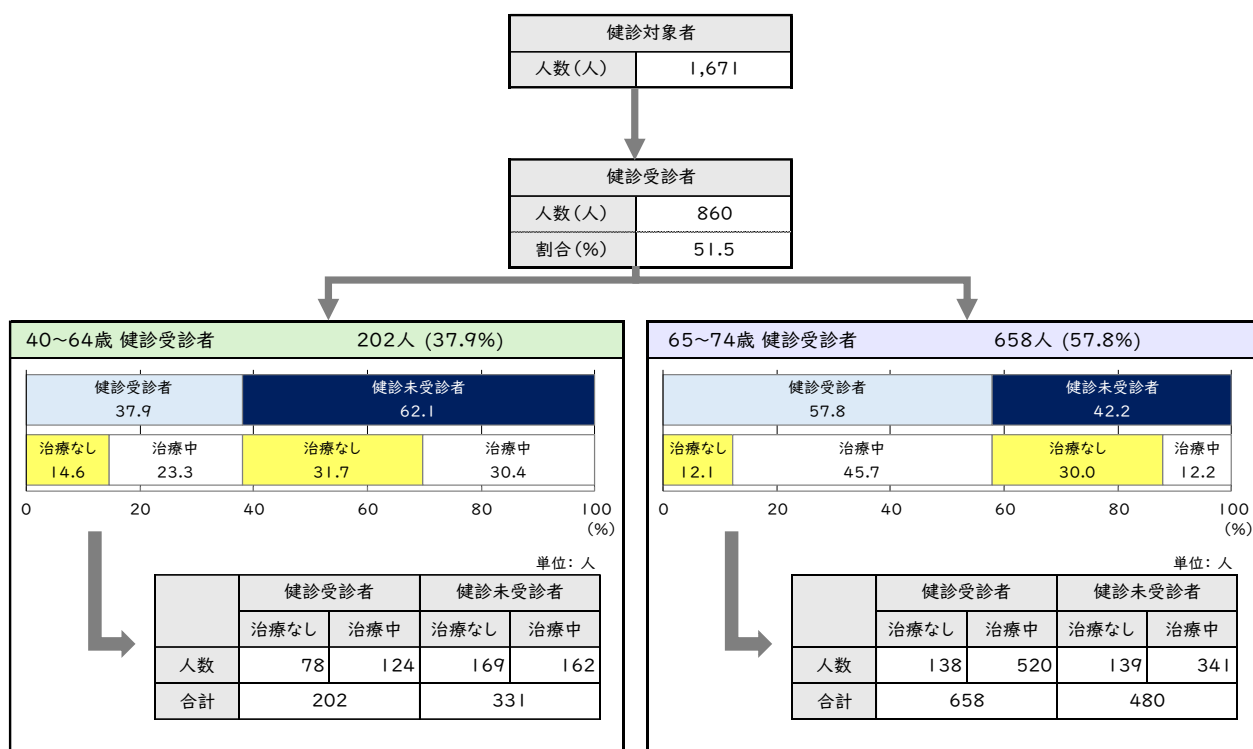 健診対象者
人数(人) 1,671
健診受診者
人数(人) 860
割合(%) 51.5
40~64歳 健診受診者 202人 (37.9%)
健診受診者 健診未受診者
37.9 62.1
治療なし 治療中 治療なし 治療中
14.6 23.3 31.7 30.4
0 20 40 60 80 100
(%)
単位: 人
健診受診者 健診未受診者
治療なし 治療中 治療なし 治療中
人数 78 124 169 162
合計 202 331
65~74歳 健診受診者 658人 (57.8%)
健診受診者 健診未受診者
57.8 42.2
治療なし 治療中 治療なし 治療中
12.1 45.7 30.0 12.2
0 20 40 60 80 100
(%)
単位: 人
健診受診者 健診未受診者
治療なし 治療中 治療なし 治療中
人数 138 520 139 341
合計 658 480